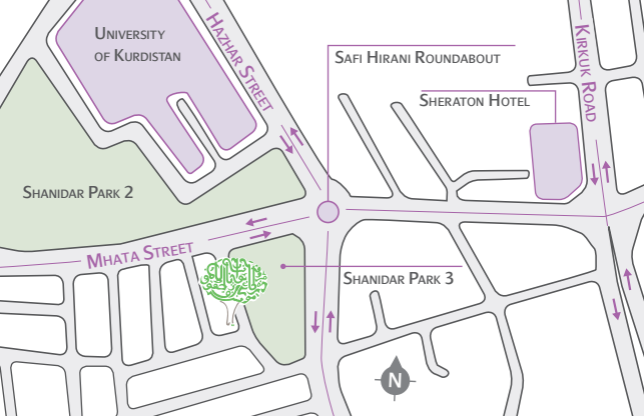 University
of Kurdistan
Hazhar Street
Safi Hirani Roundabout
Kirkuk Road
Sheraton Hotel
Shanidar Park 2
Mhata Street
Shanidar Park 3
N